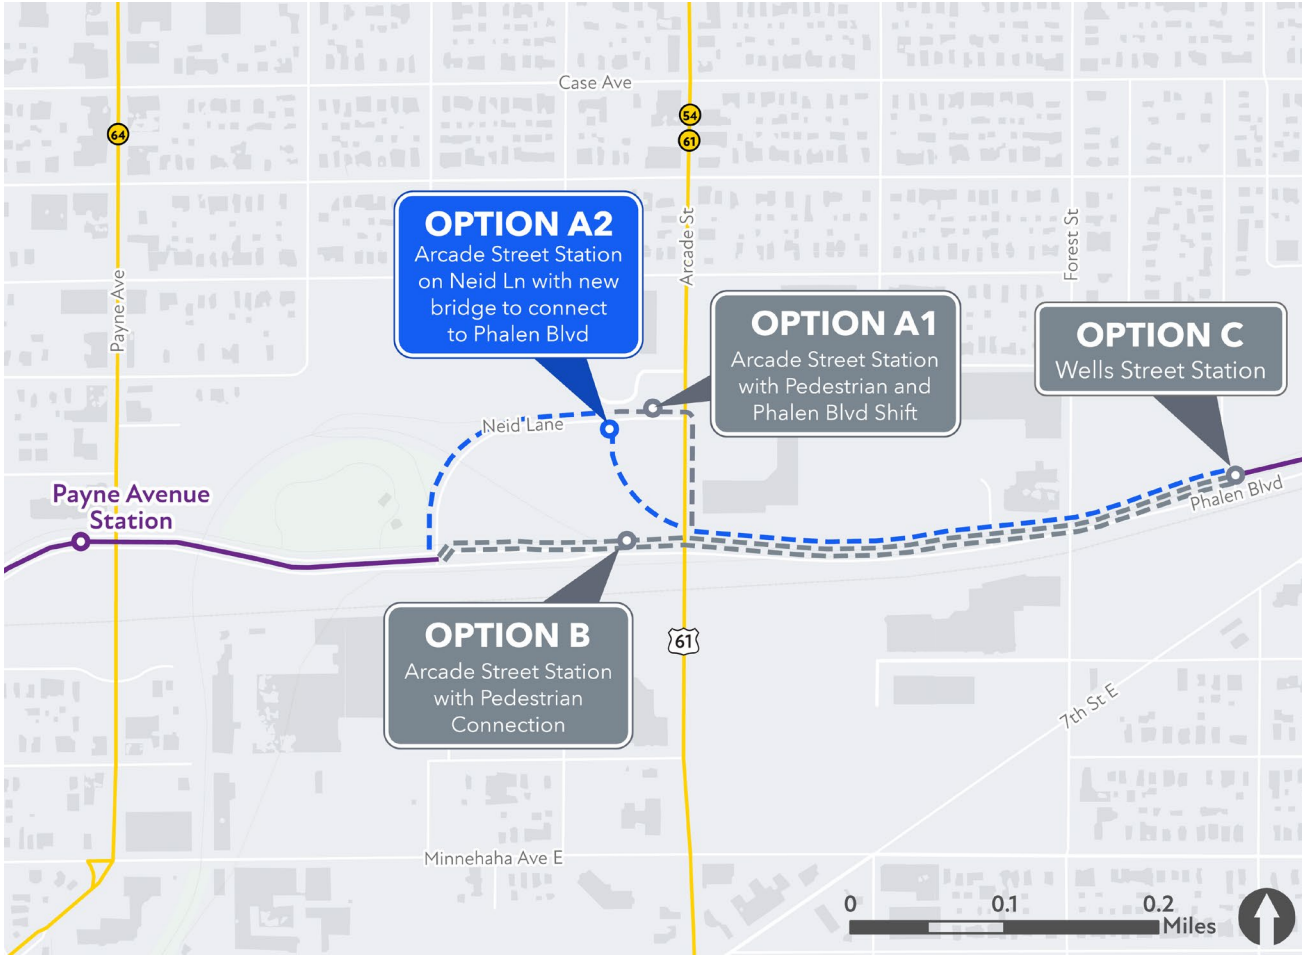 Case Ave
64
54
61
OPTION A2
Arcade Street Station
on Neid Ln with new
bridge to connect
to Phalen Blvd
Arcade St
Forest St
Payne Ave
OPTION A1
Arcade Street Station
with Pedestrian and
Phalen Blvd Shift
OPTION C
Wells Street Station
Neid Lane
Payne Avenue
Station
Phalen Blvd
OPTION B
Arcade Street Station
with Pedestrian
Connection
61
7th St E
Minnehaha Ave E
0 0.1 0.2
Miles